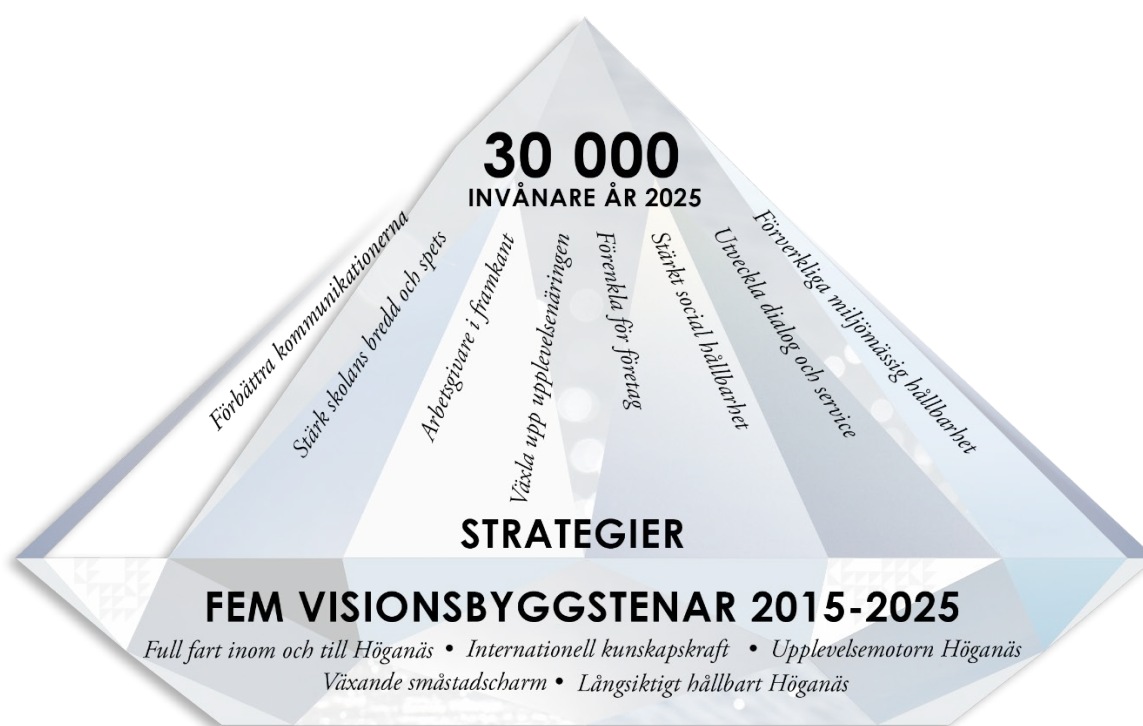 30 000
INVÅNARE ÅR 2025
Förbättra kommunikationerna
Stärk skolans bredd och spets
Arbetsgivare i framkant
Växla upp upplevelsenäringen
Förenkla för företag
Stärkt social hållbarhet
Utveckla dialog och service
Förverkliga miljömässig hållbarhet
STRATEGIER
FEM VISIONSBYGGSTENAR 2015-2025
Full fart inom och till Höganäs • Internationell kunskapskraft • Upplevelsemotorn Höganäs
Växande småstadscharm • Långsiktigt hållbart Höganäs